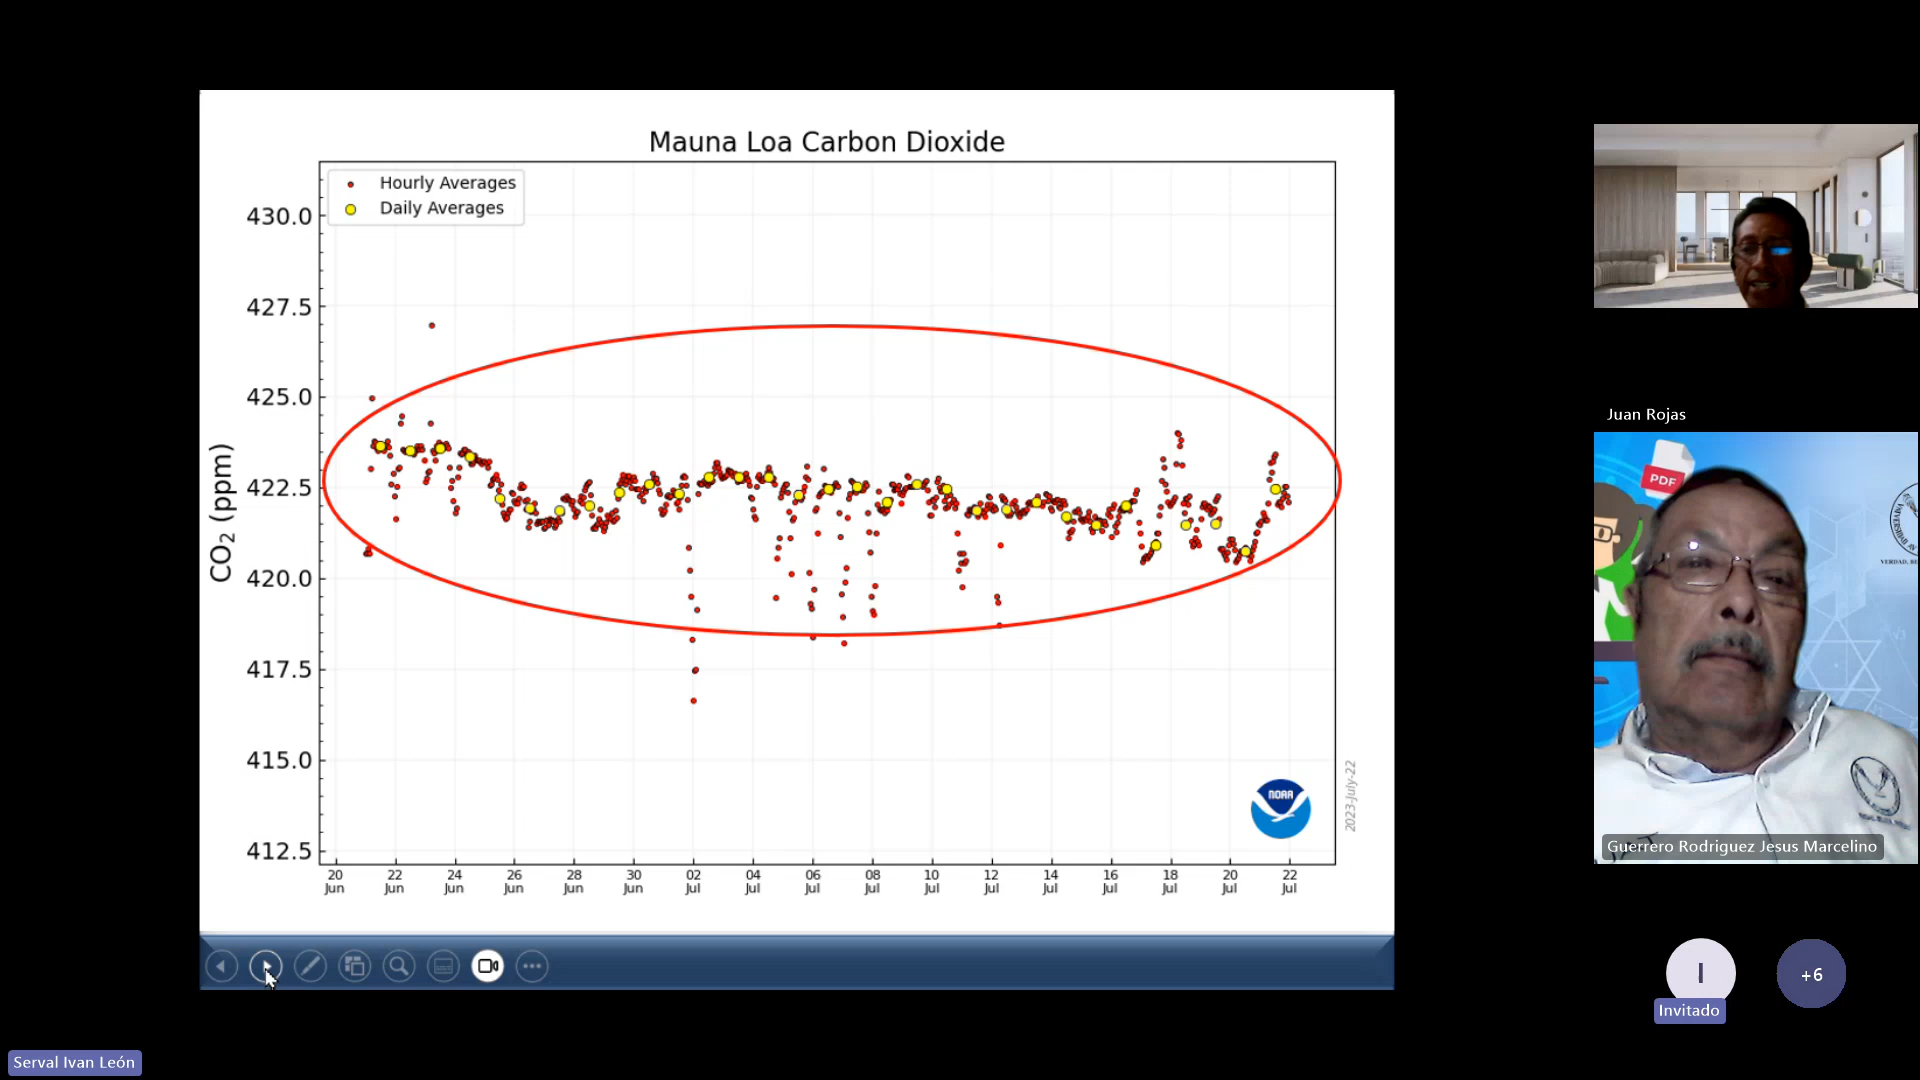 Mauna Loa Carbon Dioxide
Hourly Averages
Daily Averages
CO₂ (ppm)
430.0
427.5
425.0
422.5
420.0
417.5
415.0
412.5
20 22 24 26 28 30 02 04 06 08 10 12 14 16 18 20 22
Jun Jun Jun Jun Jun Jun Jul Jul Jul Jul Jul Jul Jul Jul Jul Jul Jul
NOAA
2023-July-22
Juan Rojas
PDF
Guerrero Rodriguez Jesus Marcelino
I
+6
Invitado
Serval Ivan León